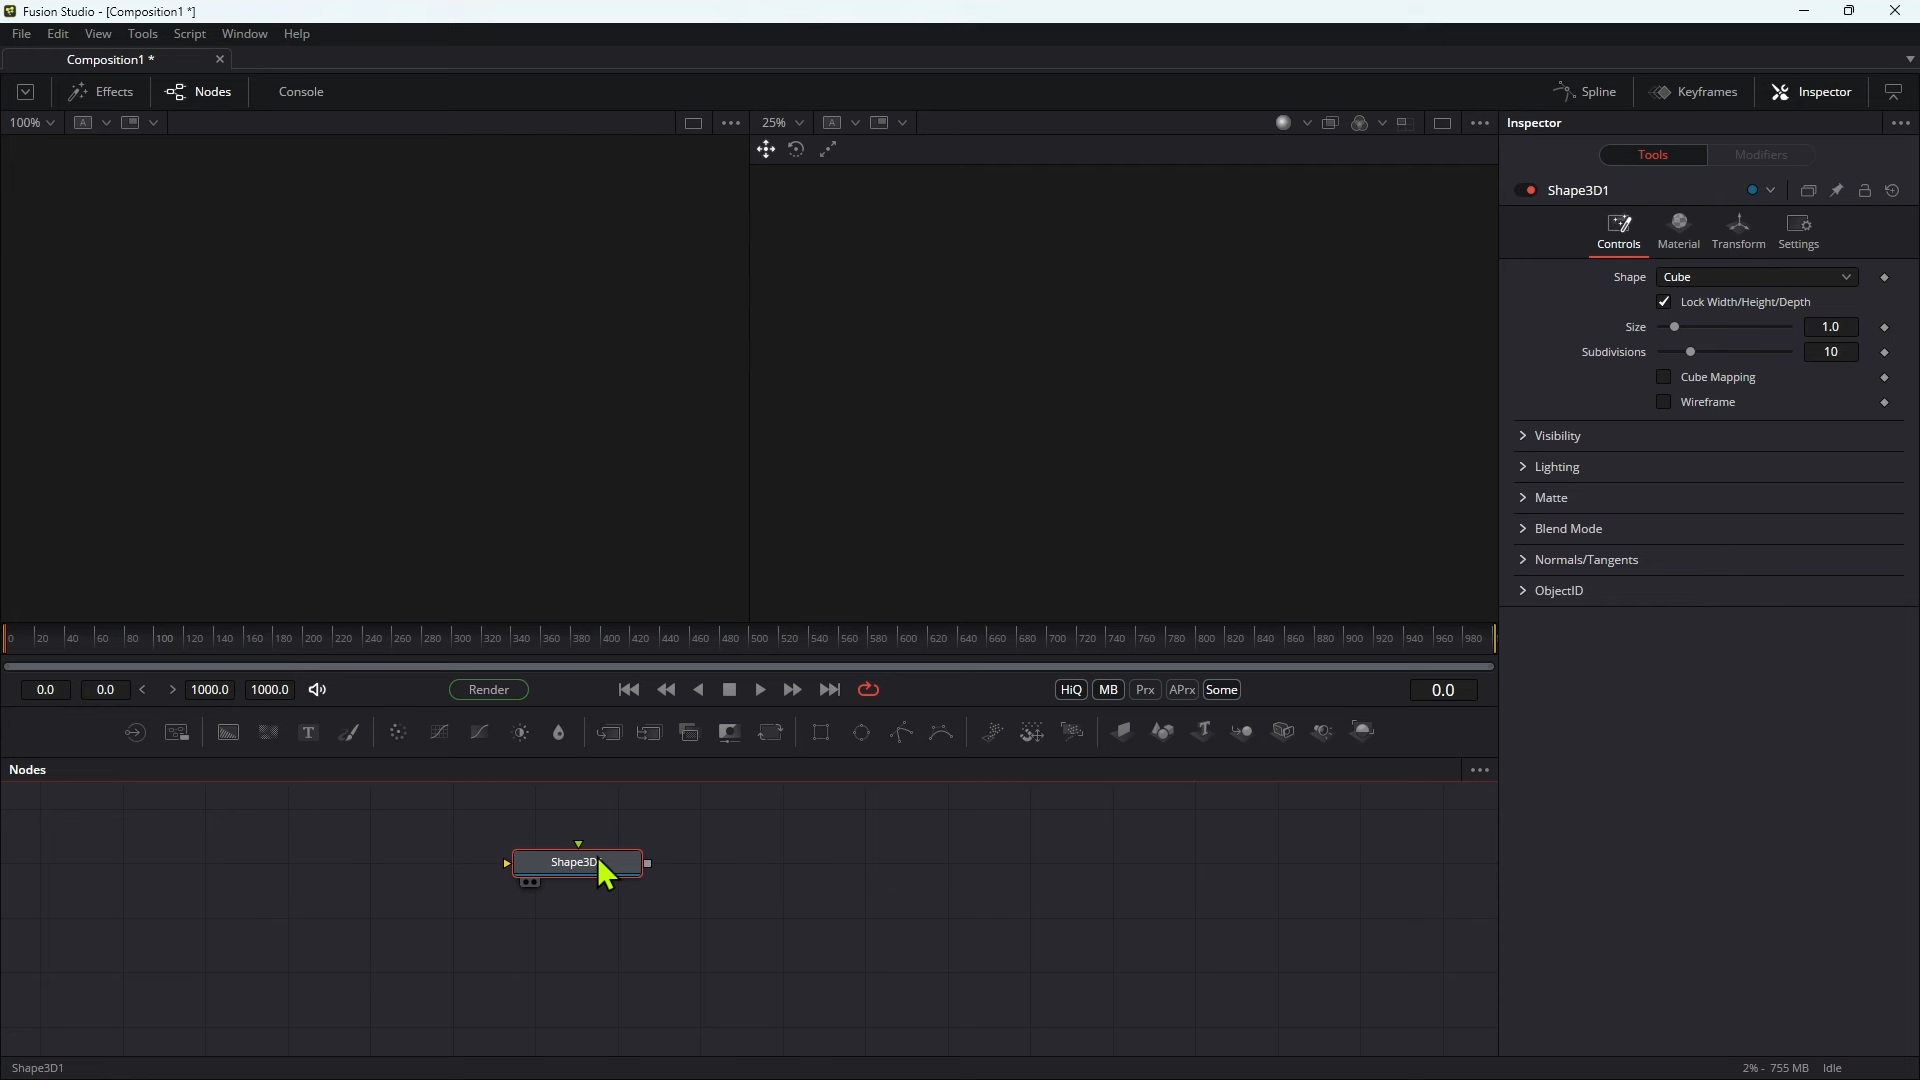 Fusion Studio - [Composition1 *]
File Edit View Tools Script Window Help
Composition1 *
Effects Nodes Console Spline Keyframes Inspector
100% A 25% A Inspector
Tools Modifiers
Shape3D1
Controls Material Transform Settings
Shape Cube
Lock Width/Height/Depth
Size 1.0
Subdivisions 10
Cube Mapping
Wireframe
Visibility
Lighting
Matte
Blend Mode
Normals/Tangents
ObjectID
0 20 40 60 80 100 120 140 160 180 200 220 240 260 280 300 320 340 360 380 400 420 440 460 480 500 520 540 560 580 600 620 640 660 680 700 720 740 760 780 800 820 840 860 880 900 920 940 960 980
0.0 0.0 < > 1000.0 1000.0 Render HiQ MB Prx APrx Some 0.0
T T
Nodes
Shape3D
Shape3D1 2% - 755 MB Idle